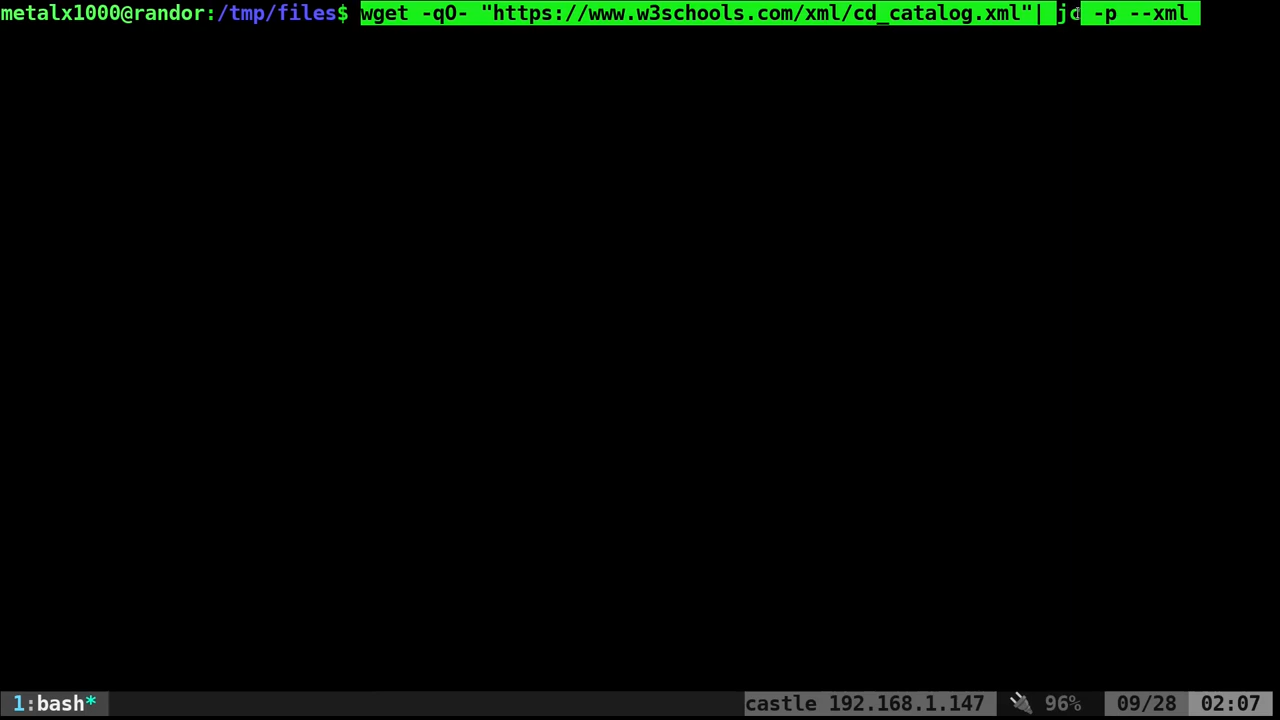 metalx1000@randor:/tmp/files$ wget -qO- "https://www.w3schools.com/xml/cd_catalog.xml"| jc -p --xml
1:bash* castle 192.168.1.147 96% 09/28 02:07